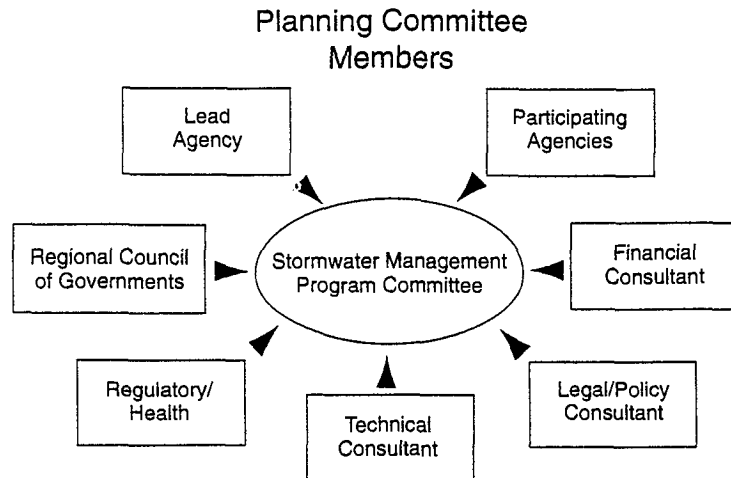 Planning Committee
Members
Lead
Agency
Participating
Agencies
Regional Council
of Governments
Stormwater Management
Program Committee
Financial
Consultant
Regulatory/
Health
Technical
Consultant
Legal/Policy
Consultant